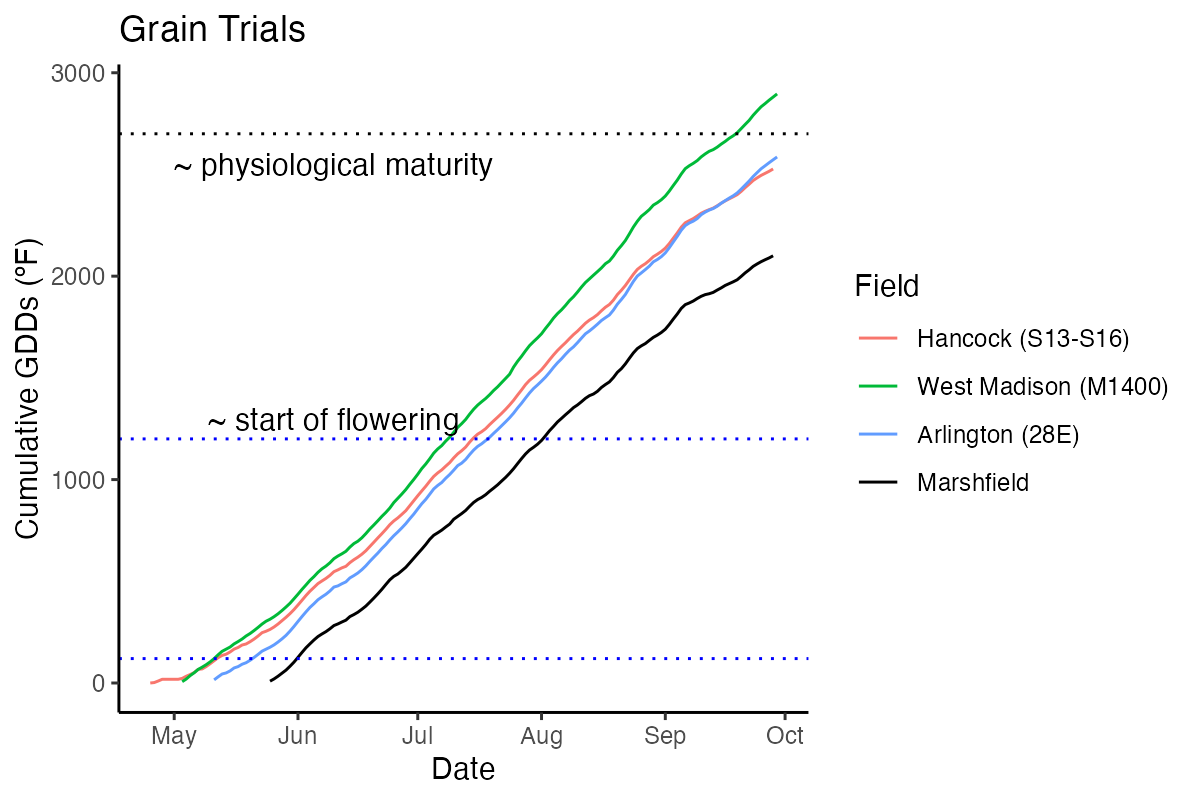 Grain Trials
3000
2000
1000
0
Cumulative GDDs (°F)
~ physiological maturity
~ start of flowering
May Jun Jul Aug Sep Oct
Date
Field
Hancock (S13-S16)
West Madison (M1400)
Arlington (28E)
Marshfield